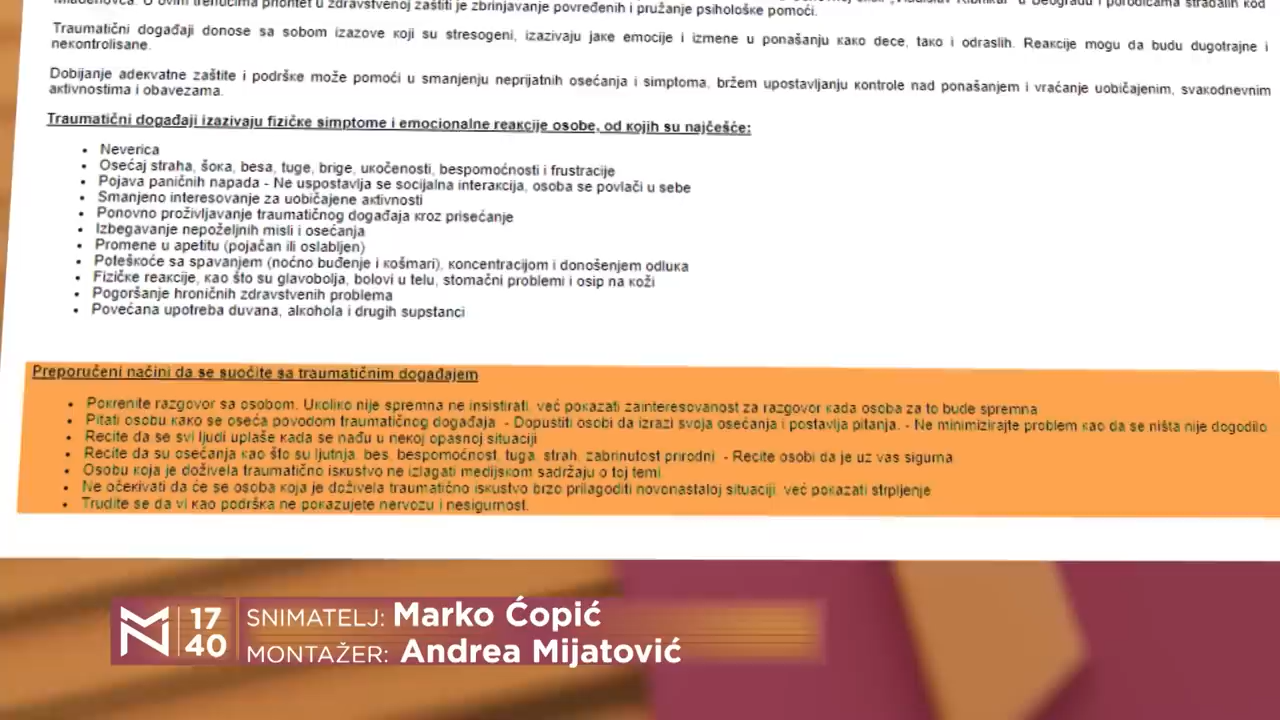 zdravstvenoj zaštiti je zbrinjavanje povređenih i pružanje psihološke pomoći.
Traumatični događaji donose sa sobom izazove koji su stresogeni, izazivaju jake emocije i izmene u ponašanju kako dece, tako i odraslih. Reakcije mogu da budu dugotrajne i
nekontrolisane.
Dobijanje adekvatne zaštite i podrške može pomoći u smanjenju neprijatnih osećanja i simptoma, bržem upostavljanju kontrole nad ponašanjem i vraćanje uobičajenim, svakodnevnim
aktivnostima i obavezama.
Traumatični događaji izazivaju fizičke simptome i emocionalne reakcije osobe, od kojih su najčešće:
• Neverica
• Osećaj straha, šoka, besa, tuge, brige, ukočenosti, bespomoćnosti i frustracije
• Pojava paničnih napada - Ne uspostavlja se socijalna interakcija, osoba se povlači u sebe
• Smanjeno interesovanje za uobičajene aktivnosti
• Ponovno proživljavanje traumatičnog događaja kroz prisećanje
• Izbegavanje nepoželjnih misli i osećanja
• Promene u apetitu (pojačan ili oslabljen)
• Poteškoće sa spavanjem (noćno buđenje i košmari), koncentracijom i donošenjem odluka
• Fizičke reakcije, kao što su glavobolja, bolovi u telu, stomačni problemi i osip na koži
• Pogoršanje hroničnih zdravstvenih problema
• Povećana upotreba duvana, alkohola i drugih supstanci
Preporučeni načini da se suočite sa traumatičnim događajem
• Pokrenite razgovor sa osobom. Ukoliko nije spremna ne insistirati, već pokazati zainteresovanost za razgovor kada osoba za to bude spremna
• Pitati osobu kako se oseća povodom traumatičnog događaja - Dopustiti osobi da izrazi svoja osećanja i postavlja pitanja. - Ne minimizirajte problem kao da se ništa nije dogodilo
• Recite da se svi ljudi uplaše kada se nađu u nekoj opasnoj situaciji
• Recite da su osećanja kao što su ljutnja, bes, bespomoćnost, tuga, strah, zabrinutost prirodni - Recite osobi da je uz vas sigurna
• Osobu koja je doživela traumatično iskustvo ne izlagati medijskom sadržaju o toj temi
• Ne očekivati da će se osoba koja je doživela traumatično iskustvo brzo prilagoditi novonastaloj situaciji, već pokazati strpljenje
• Trudite se da vi kao podrška ne pokazujete nervozu i nesigurnost.
17
40
SNIMATELJ: Marko Ćopić
MONTAŽER: Andrea Mijatović